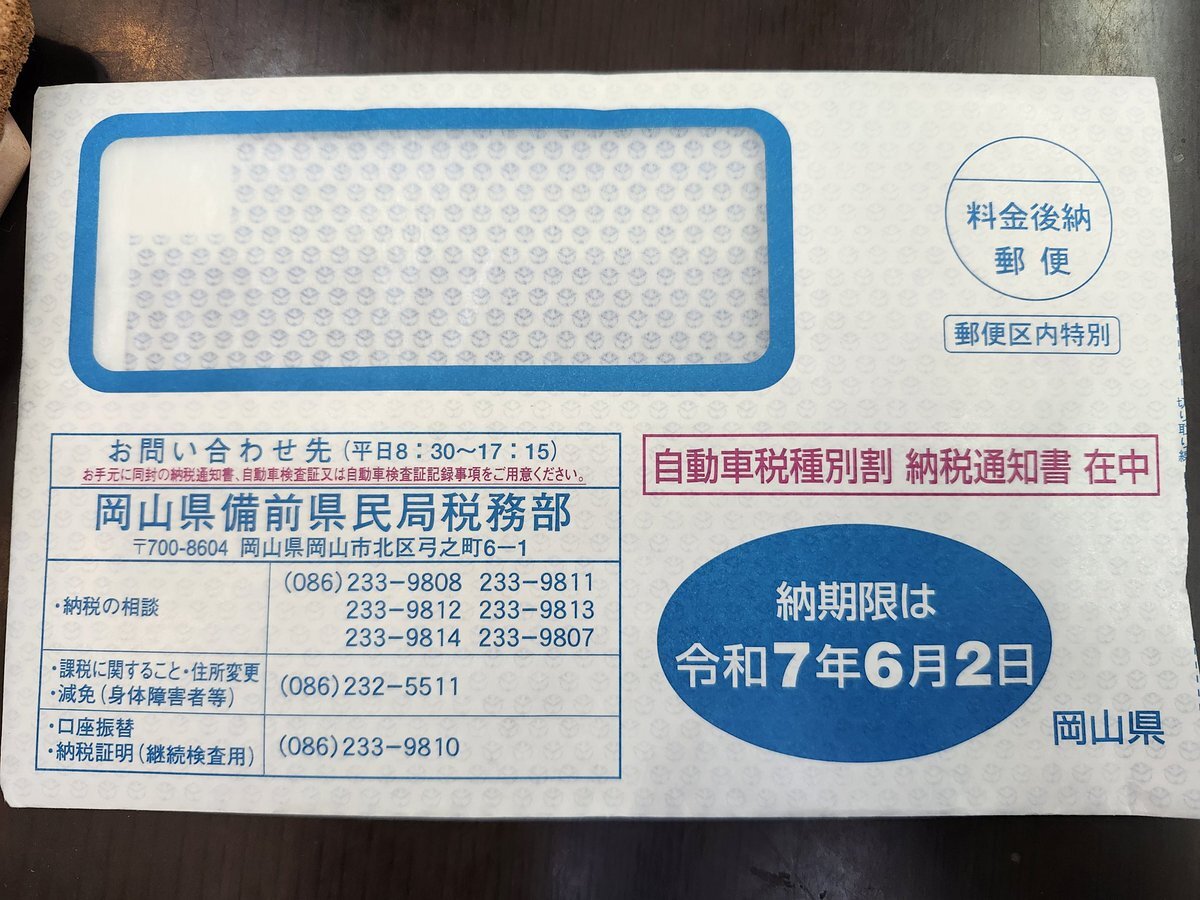 料金後納
郵便
郵便区内特別
切り取り線
お問い合わせ先(平日8:30~17:15)
お手元に同封の納税通知書、自動車検査証又は自動車検査証記録事項をご用意ください。
岡山県備前県民局税務部
〒700-8604 岡山県岡山市北区弓之町6-1
・納税の相談
(086)233-9808 233-9811
233-9812 233-9813
233-9814 233-9807
・課税に関すること・住所変更
・減免(身体障害者等)
(086)232-5511
・口座振替
・納税証明(継続検査用)
(086)233-9810
自動車税種別割 納税通知書 在中
納期限は
令和7年6月2日
岡山県